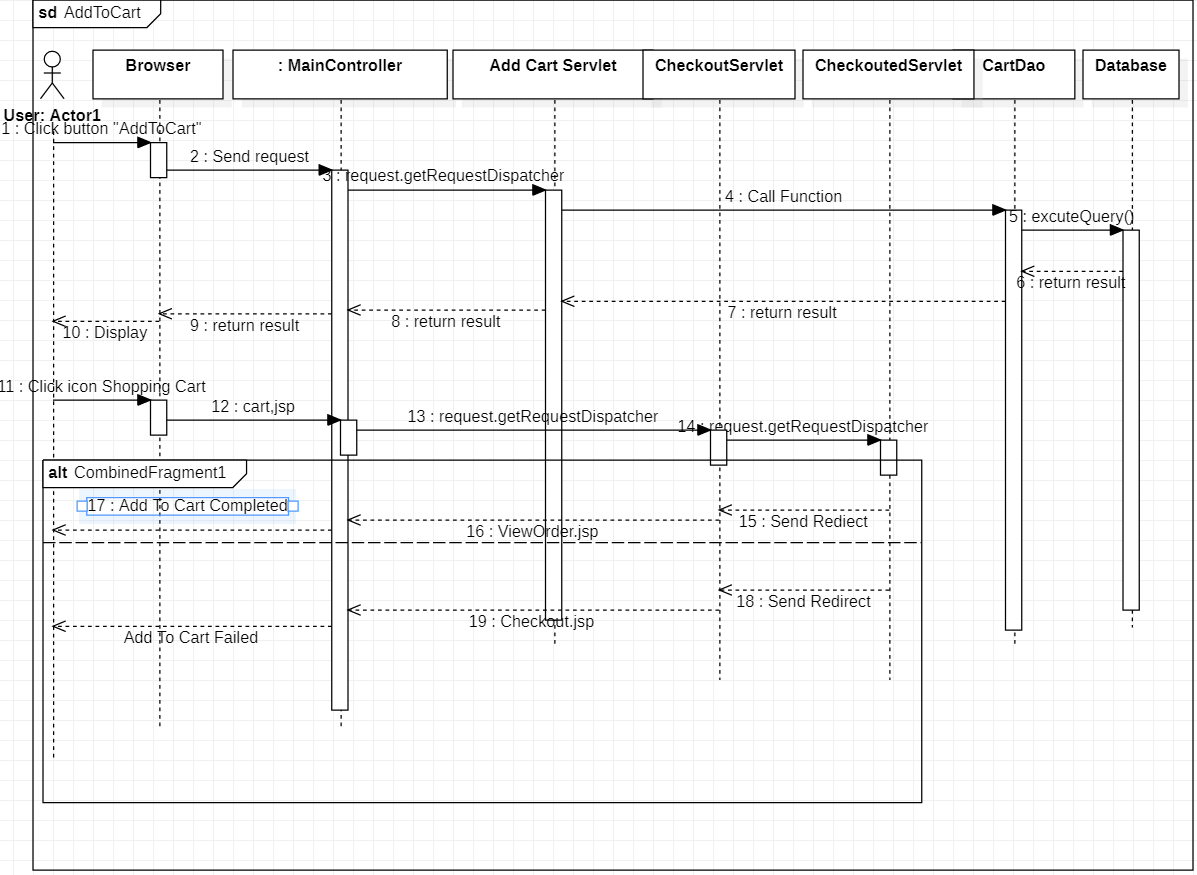 sd AddToCart
Browser
: MainController
Add Cart Servlet
CheckoutServlet
CheckoutedServlet
CartDao
Database
User: Actor1
1 : Click button "AddToCart"
2 : Send request
3 : request.getRequestDispatcher
4 : Call Function
5 : excuteQuery()
6 : return result
7 : return result
8 : return result
9 : return result
10 : Display
11 : Click icon Shopping Cart
12 : cart,jsp
13 : request.getRequestDispatcher
14 : request.getRequestDispatcher
alt CombinedFragment1
17 : Add To Cart Completed
15 : Send Rediect
16 : ViewOrder.jsp
18 : Send Redirect
19 : Checkout.jsp
Add To Cart Failed